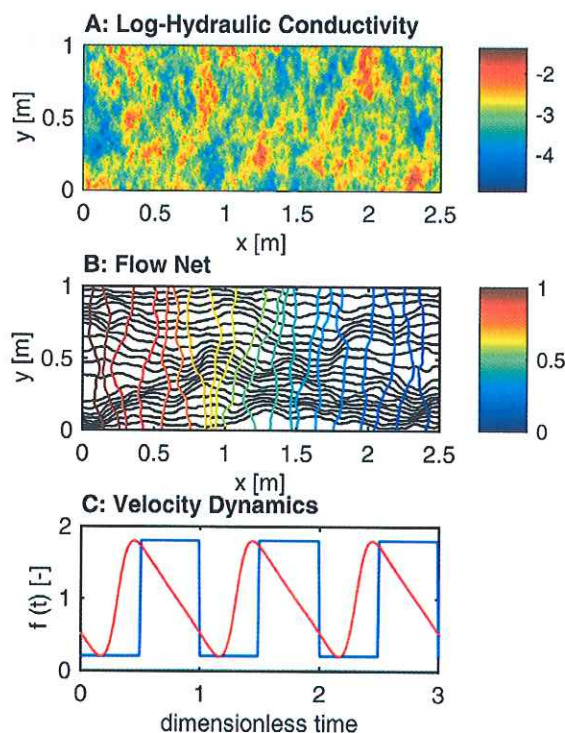 A: Log-Hydraulic Conductivity
1
0.5
0
y [m]
0 0.5 1 1.5 2 2.5
x [m]
-2
-3
-4
B: Flow Net
1
0.5
0
y [m]
0 0.5 1 1.5 2 2.5
x [m]
1
0.5
0
C: Velocity Dynamics
2
1
0
f (t) [-]
0 1 2 3
dimensionless time